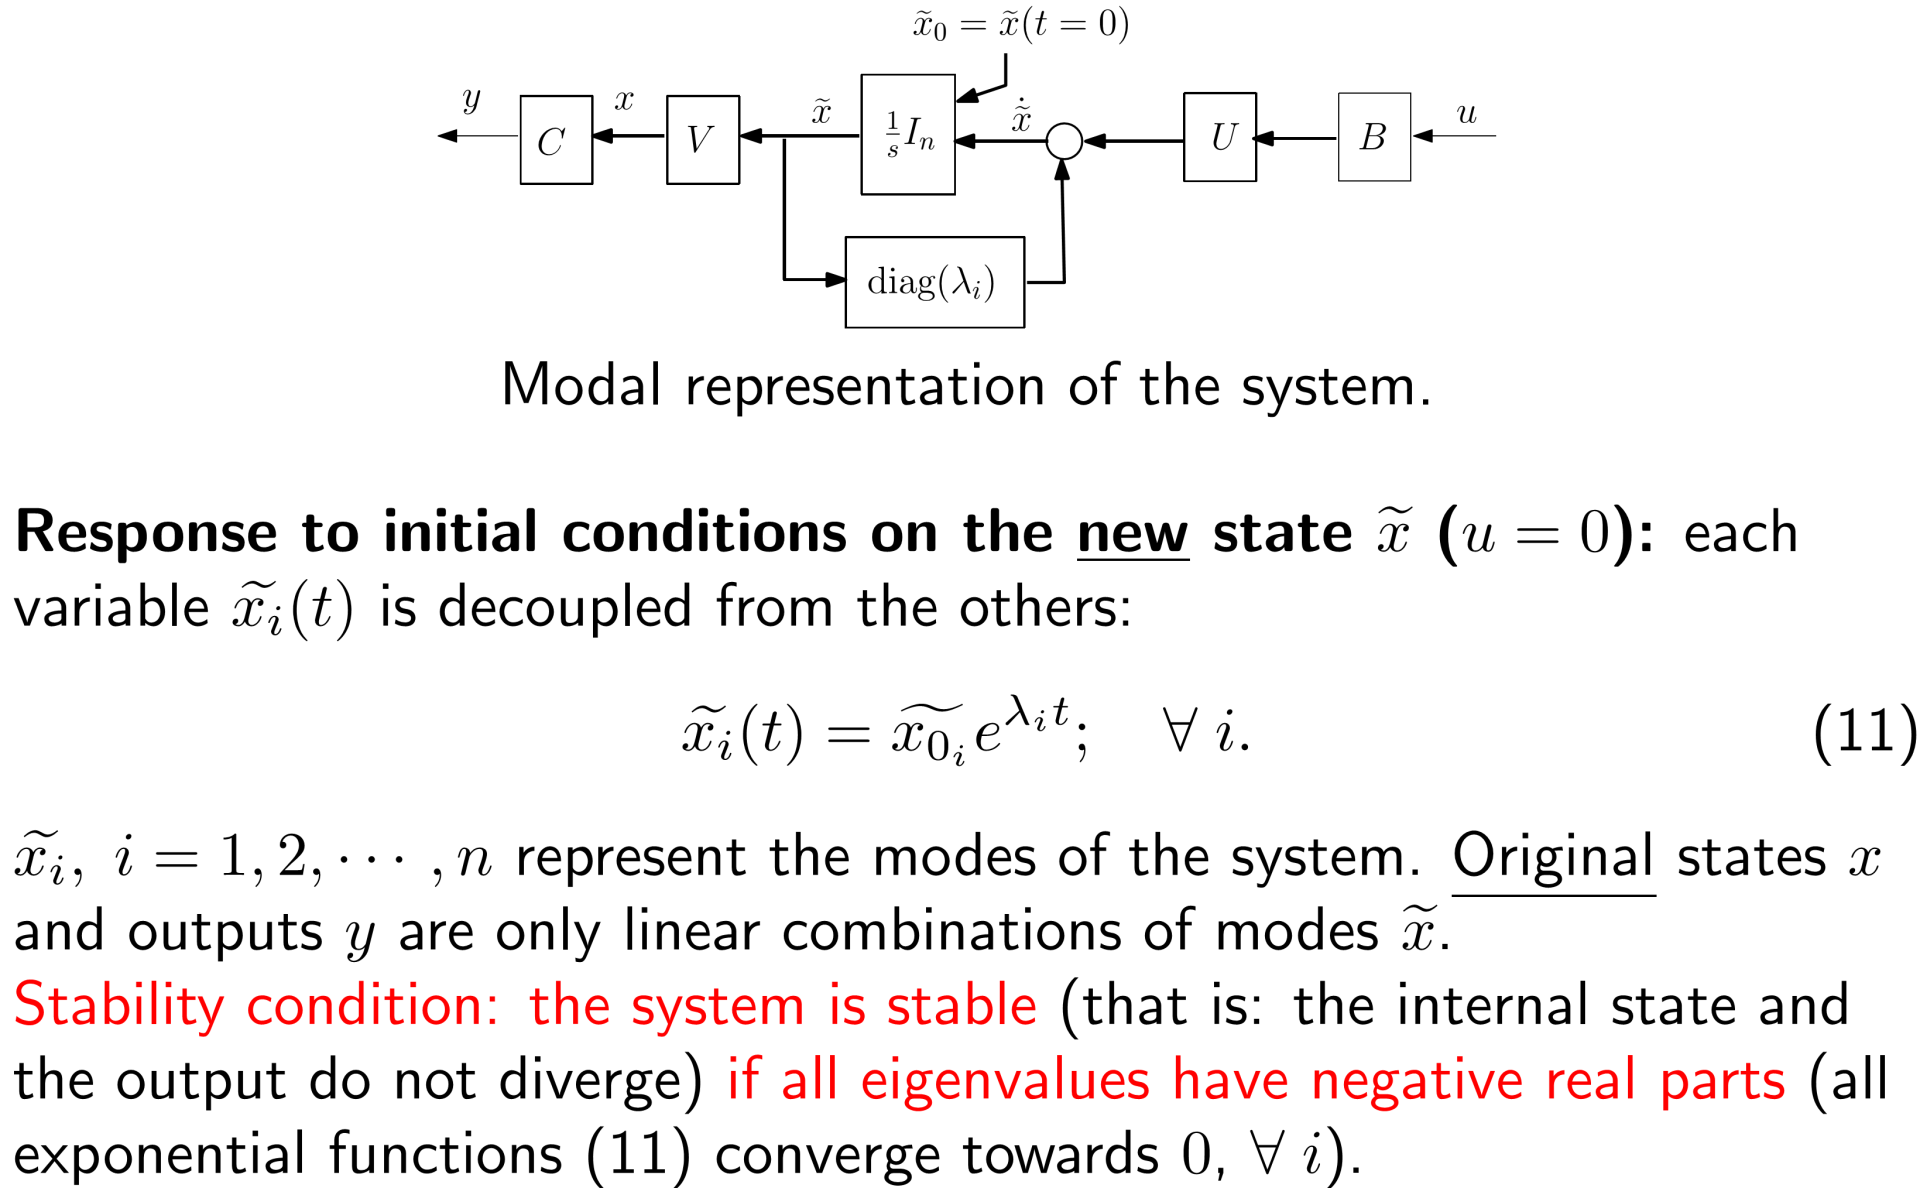 x̃₀ = x̃(t = 0)
y C x V x̃ 1/s Iₙ x̃̇ U B u
diag(λᵢ)
Modal representation of the system.
Response to initial conditions on the new state x̃ (u = 0): each
variable x̃ᵢ(t) is decoupled from the others:
x̃ᵢ(t) = x̃₀ᵢ e^{λᵢt}; ∀ i. (11)
x̃ᵢ, i = 1, 2, ⋯ , n represent the modes of the system. Original states x
and outputs y are only linear combinations of modes x̃.
Stability condition: the system is stable (that is: the internal state and
the output do not diverge) if all eigenvalues have negative real parts (all
exponential functions (11) converge towards 0, ∀ i).